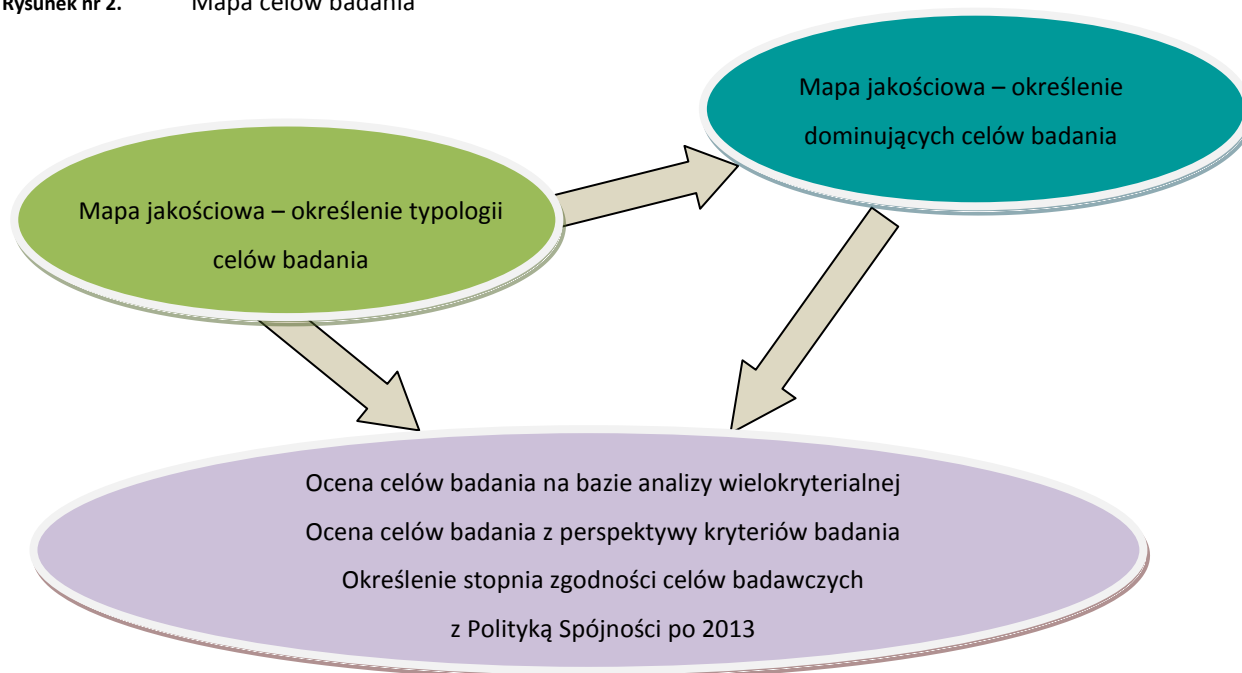 Rysunek nr 2. Mapa celów badania
Mapa jakościowa – określenie
dominujących celów badania
Mapa jakościowa – określenie typologii
celów badania
Ocena celów badania na bazie analizy wielokryterialnej
Ocena celów badania z perspektywy kryteriów badania
Określenie stopnia zgodności celów badawczych
z Polityką Spójności po 2013